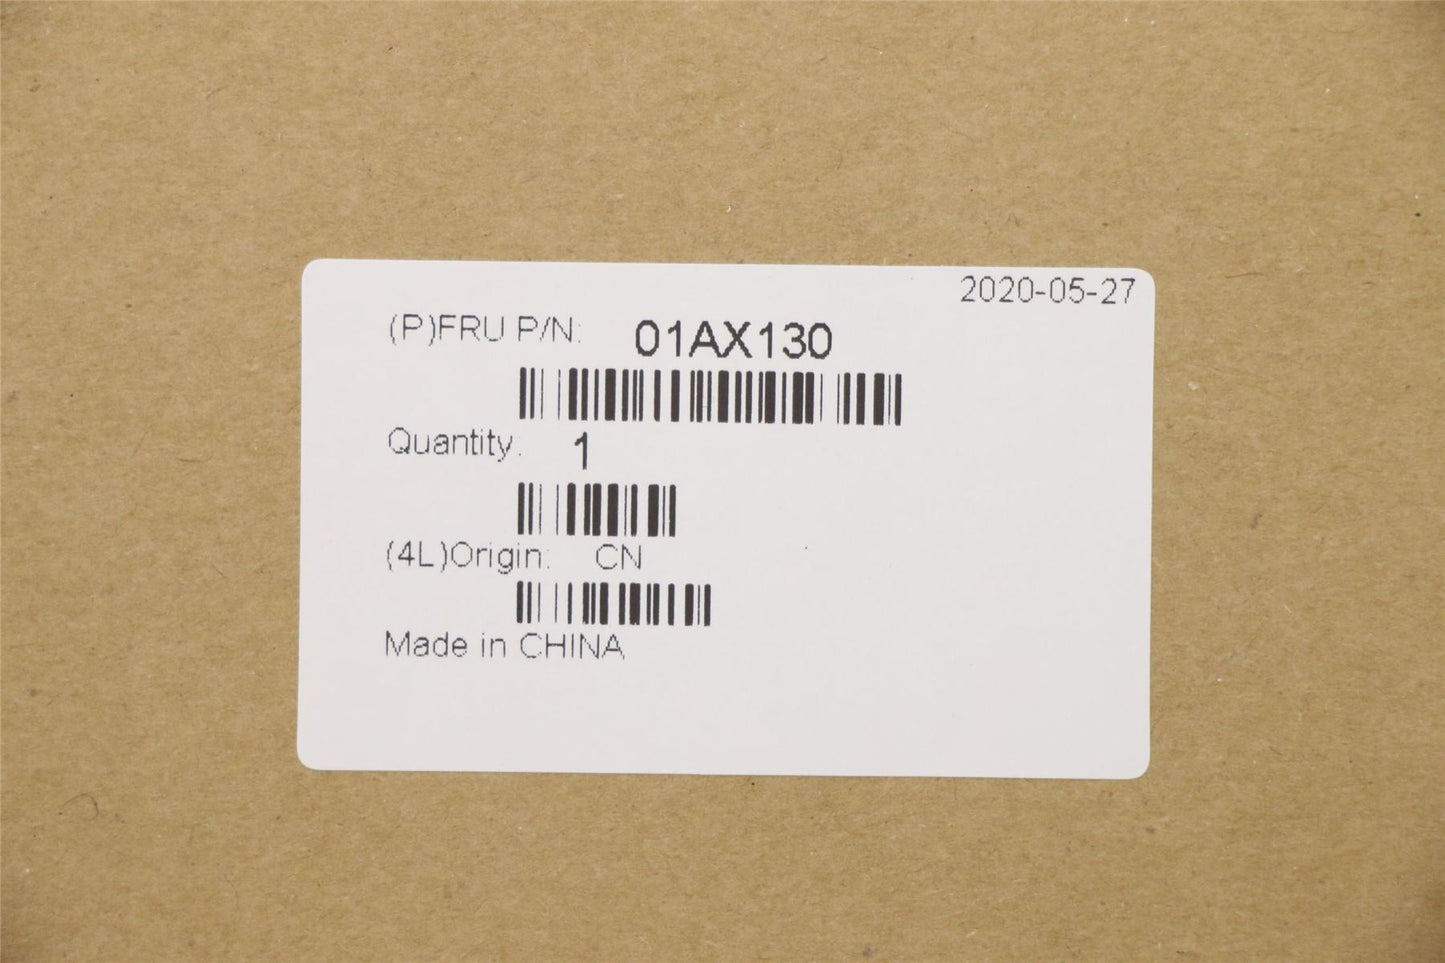 2020-05-27
(P)FRU P/N: 01AX130
Quantity: 1
(4L)Origin: CN
Made in CHINA